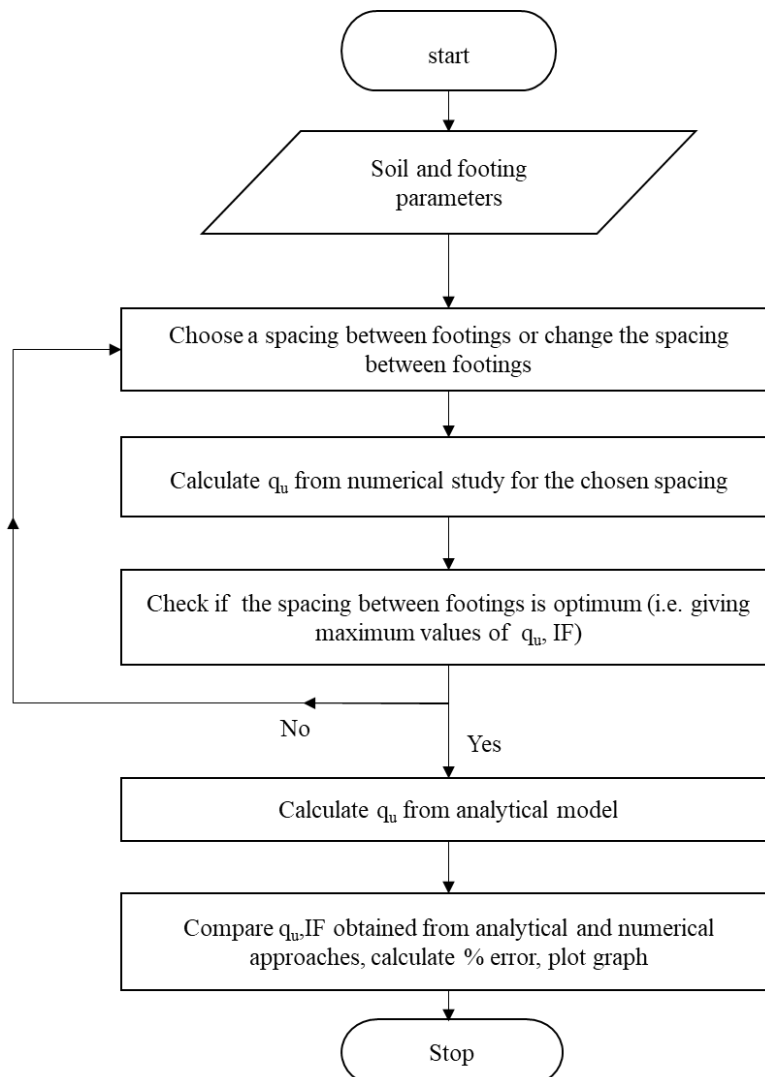 start
Soil and footing
parameters
Choose a spacing between footings or change the spacing
between footings
Calculate qᵤ from numerical study for the chosen spacing
Check if the spacing between footings is optimum (i.e. giving
maximum values of qᵤ, IF)
No
Yes
Calculate qᵤ from analytical model
Compare qᵤ,IF obtained from analytical and numerical
approaches, calculate % error, plot graph
Stop